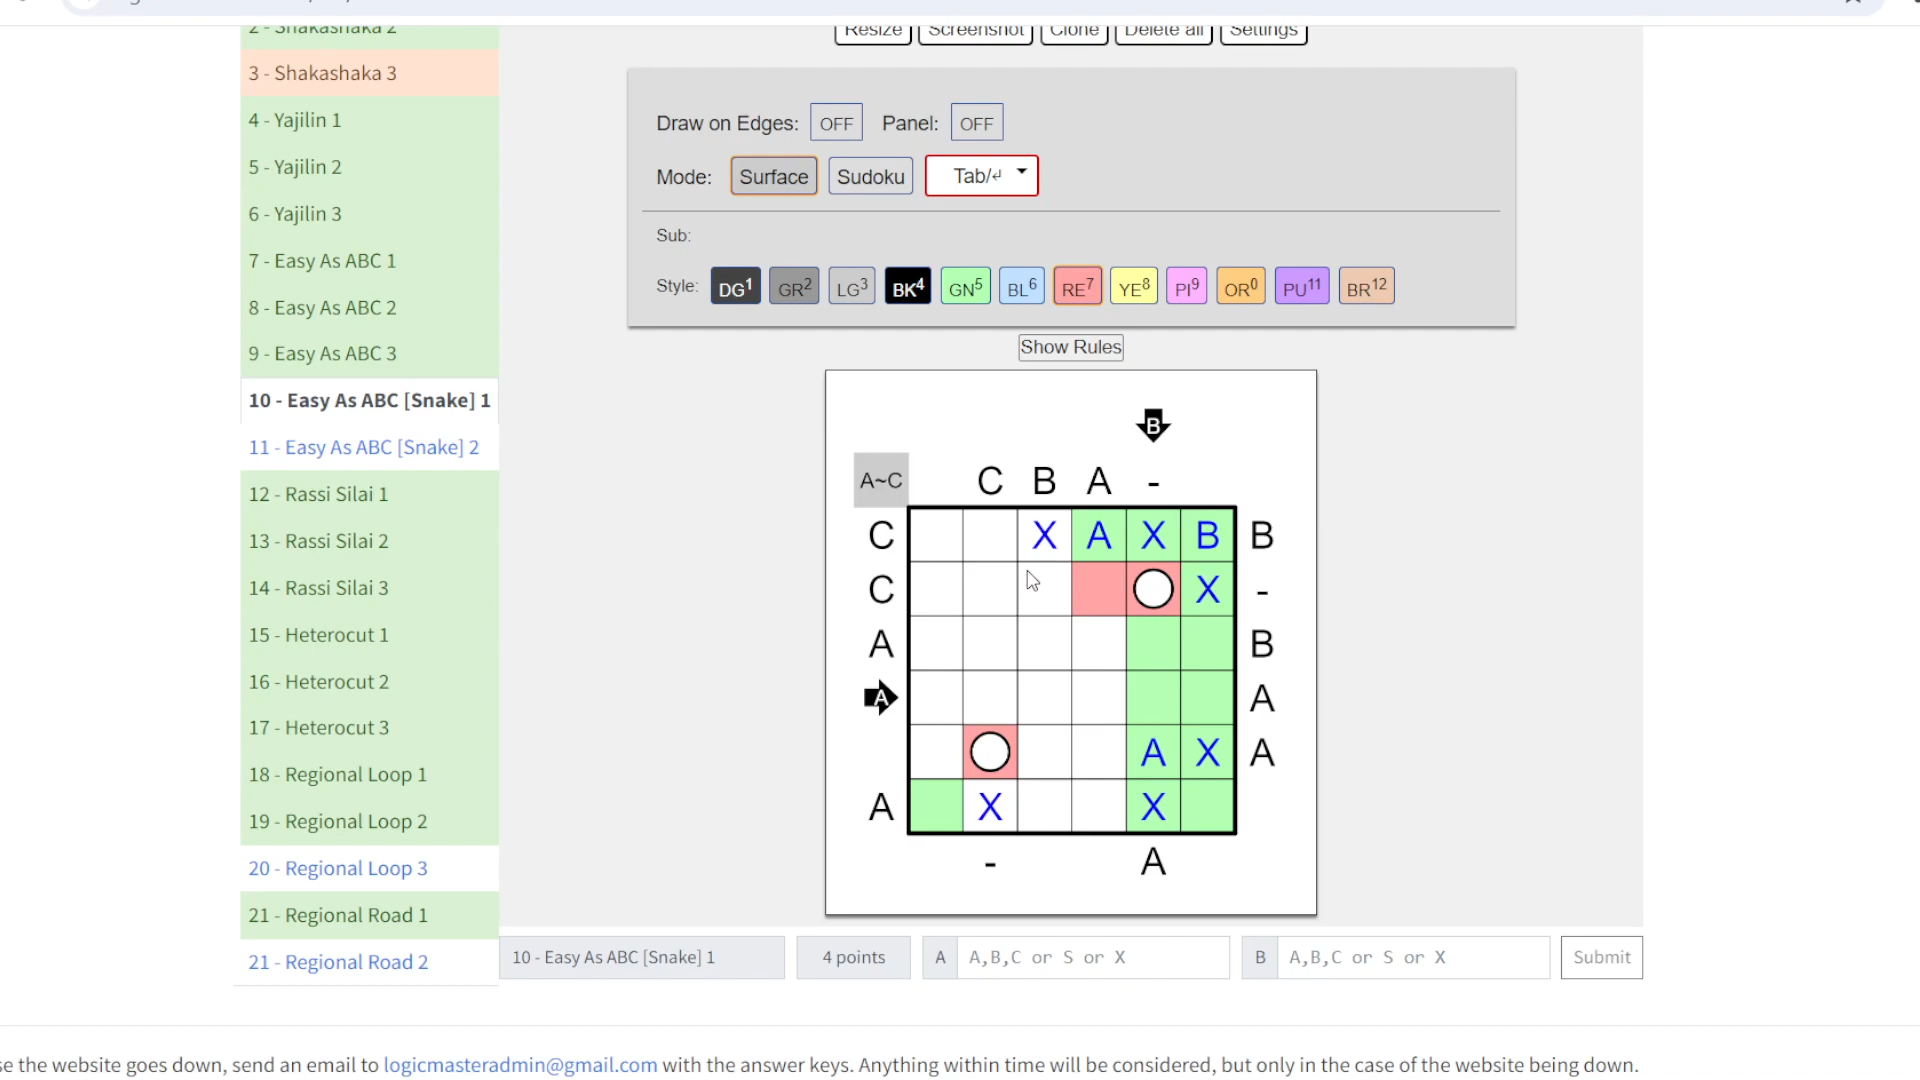 2 - Shakashaka 2
3 - Shakashaka 3
4 - Yajilin 1
5 - Yajilin 2
6 - Yajilin 3
7 - Easy As ABC 1
8 - Easy As ABC 2
9 - Easy As ABC 3
10 - Easy As ABC [Snake] 1
11 - Easy As ABC [Snake] 2
12 - Rassi Silai 1
13 - Rassi Silai 2
14 - Rassi Silai 3
15 - Heterocut 1
16 - Heterocut 2
17 - Heterocut 3
18 - Regional Loop 1
19 - Regional Loop 2
20 - Regional Loop 3
21 - Regional Road 1
21 - Regional Road 2
Resize Screenshot Clone Delete all Settings
Draw on Edges: OFF Panel: OFF
Mode: Surface Sudoku Tab/↵
Sub:
Style: DG1 GR2 LG3 BK4 GN5 BL6 RE7 YE8 PI9 OR0 PU11 BR12
Show Rules
B
A~C C B A -
C X A X B B
C X -
A B
A A
A X A
A X X
- A
10 - Easy As ABC [Snake] 1 4 points A A,B,C or S or X B A,B,C or S or X Submit
se the website goes down, send an email to logicmasteradmin@gmail.com with the answer keys. Anything within time will be considered, but only in the case of the website being down.